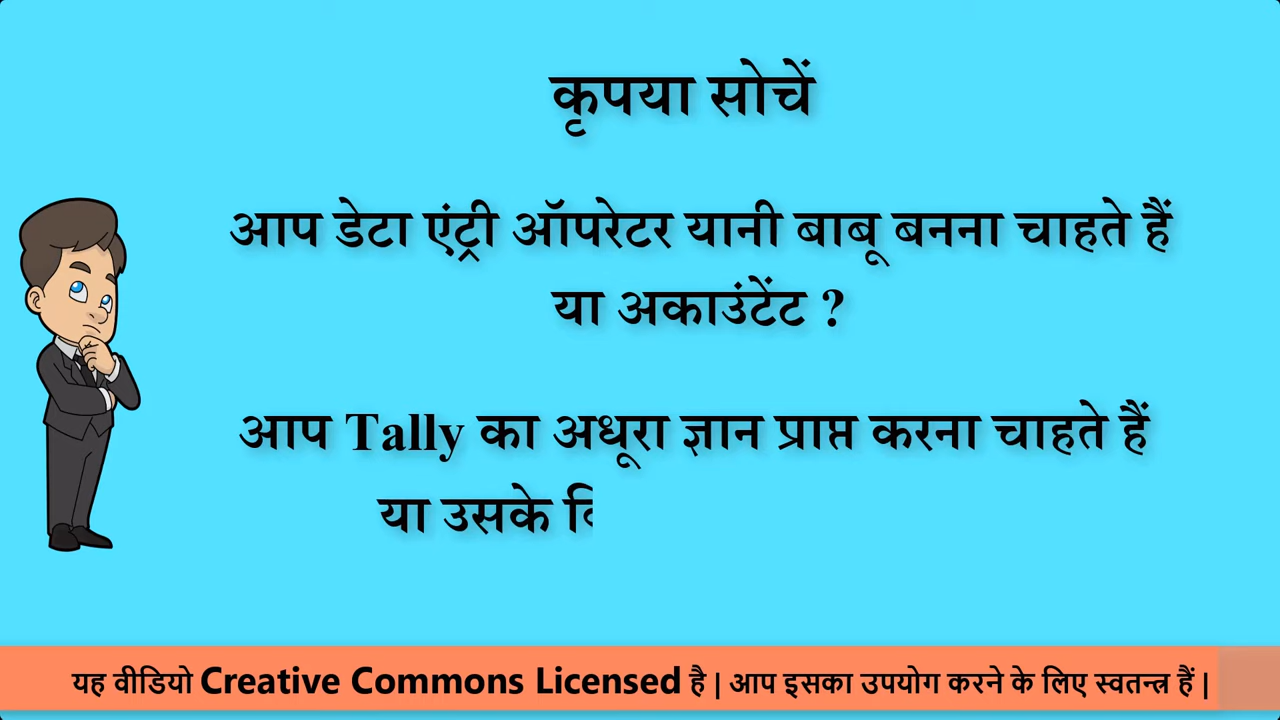 कृपया सोचें
आप डेटा एंट्री ऑपरेटर यानी बाबू बनना चाहते हैं
या अकाउंटेंट ?
आप Tally का अधूरा ज्ञान प्राप्त करना चाहते हैं
या उसके
यह वीडियो Creative Commons Licensed है | आप इसका उपयोग करने के लिए स्वतन्त्र हैं |